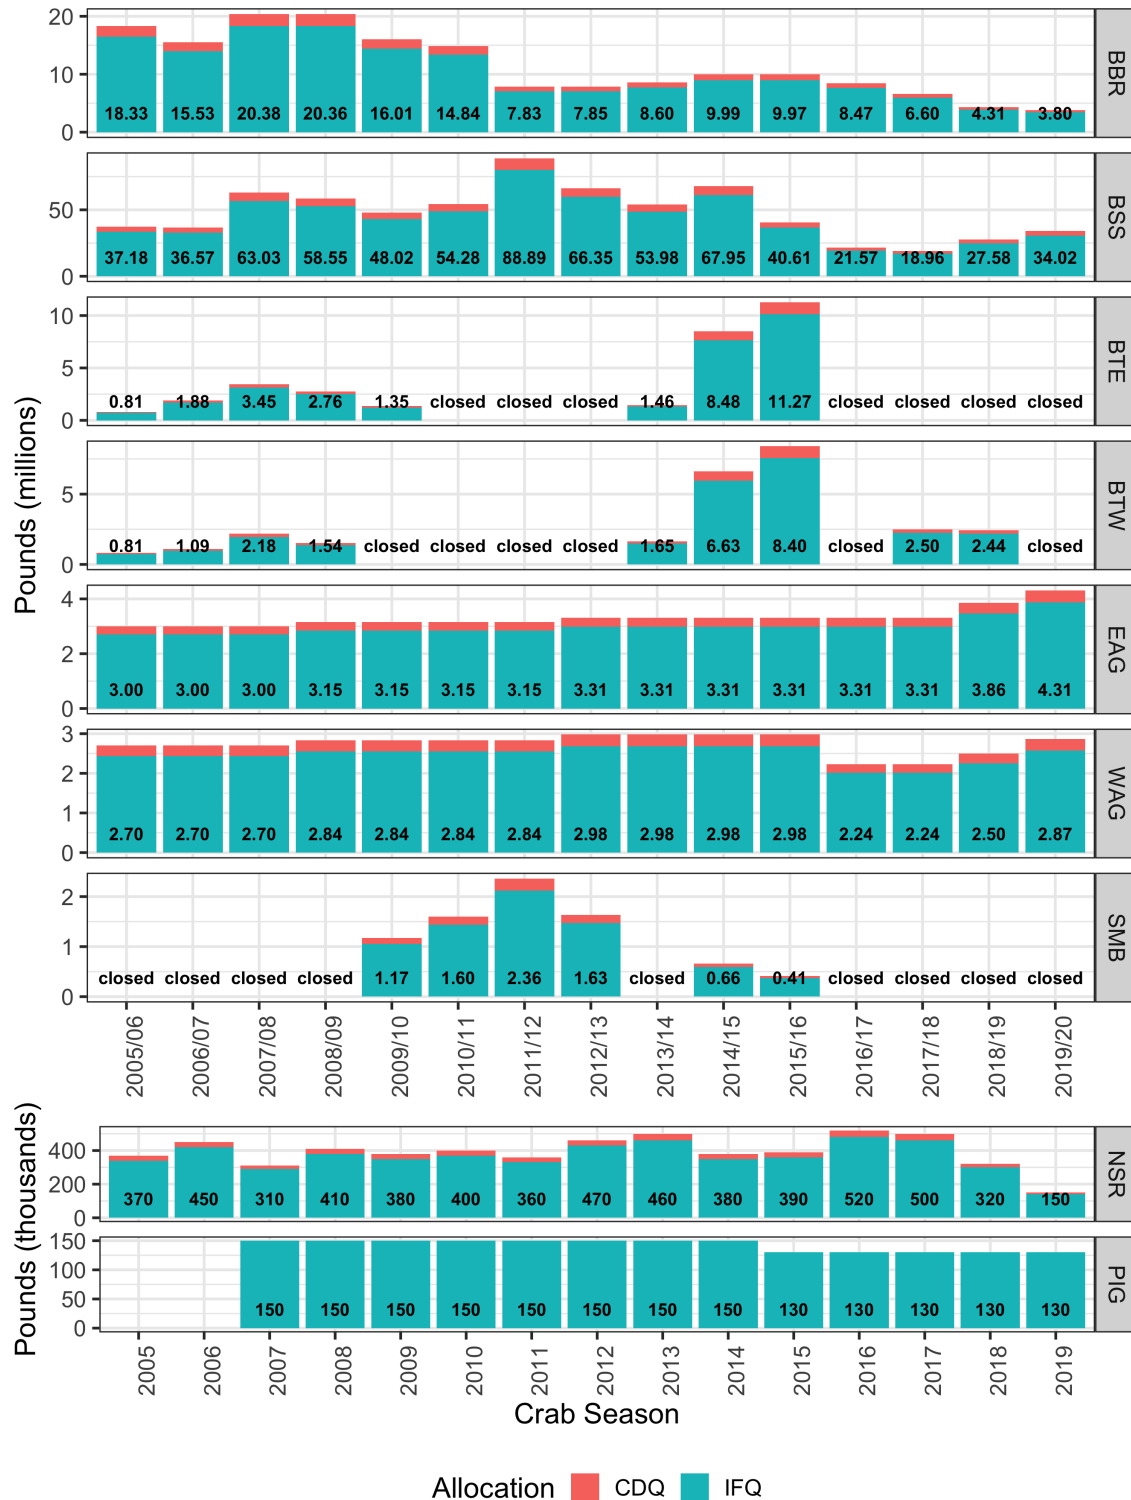 20
10
0
18.33 15.53 20.38 20.36 16.01 14.84 7.83 7.85 8.60 9.99 9.97 8.47 6.60 4.31 3.80
BBR
50
0
37.18 36.57 63.03 58.55 48.02 54.28 88.89 66.35 53.98 67.95 40.61 21.57 18.96 27.58 34.02
BSS
Pounds (millions)
10
5
0
0.81 1.88 3.45 2.76 1.35 closed closed closed 1.46 8.48 11.27 closed closed closed closed
BTE
5
0
0.81 1.09 2.18 1.54 closed closed closed closed 1.65 6.63 8.40 closed 2.50 2.44 closed
BTW
4
2
0
3.00 3.00 3.00 3.15 3.15 3.15 3.15 3.31 3.31 3.31 3.31 3.31 3.31 3.86 4.31
EAG
3
2
1
0
2.70 2.70 2.70 2.84 2.84 2.84 2.84 2.98 2.98 2.98 2.98 2.24 2.24 2.50 2.87
WAG
2
1
0
closed closed closed closed 1.17 1.60 2.36 1.63 closed 0.66 0.41 closed closed closed closed
SMB
2005/06 2006/07 2007/08 2008/09 2009/10 2010/11 2011/12 2012/13 2013/14 2014/15 2015/16 2016/17 2017/18 2018/19 2019/20
Pounds (thousands)
400
200
0
370 450 310 410 380 400 360 470 460 380 390 520 500 320 150
NSR
150
100
50
0
150 150 150 150 150 150 150 150 130 130 130 130 130
PIG
2005 2006 2007 2008 2009 2010 2011 2012 2013 2014 2015 2016 2017 2018 2019
Crab Season
Allocation CDQ IFQ